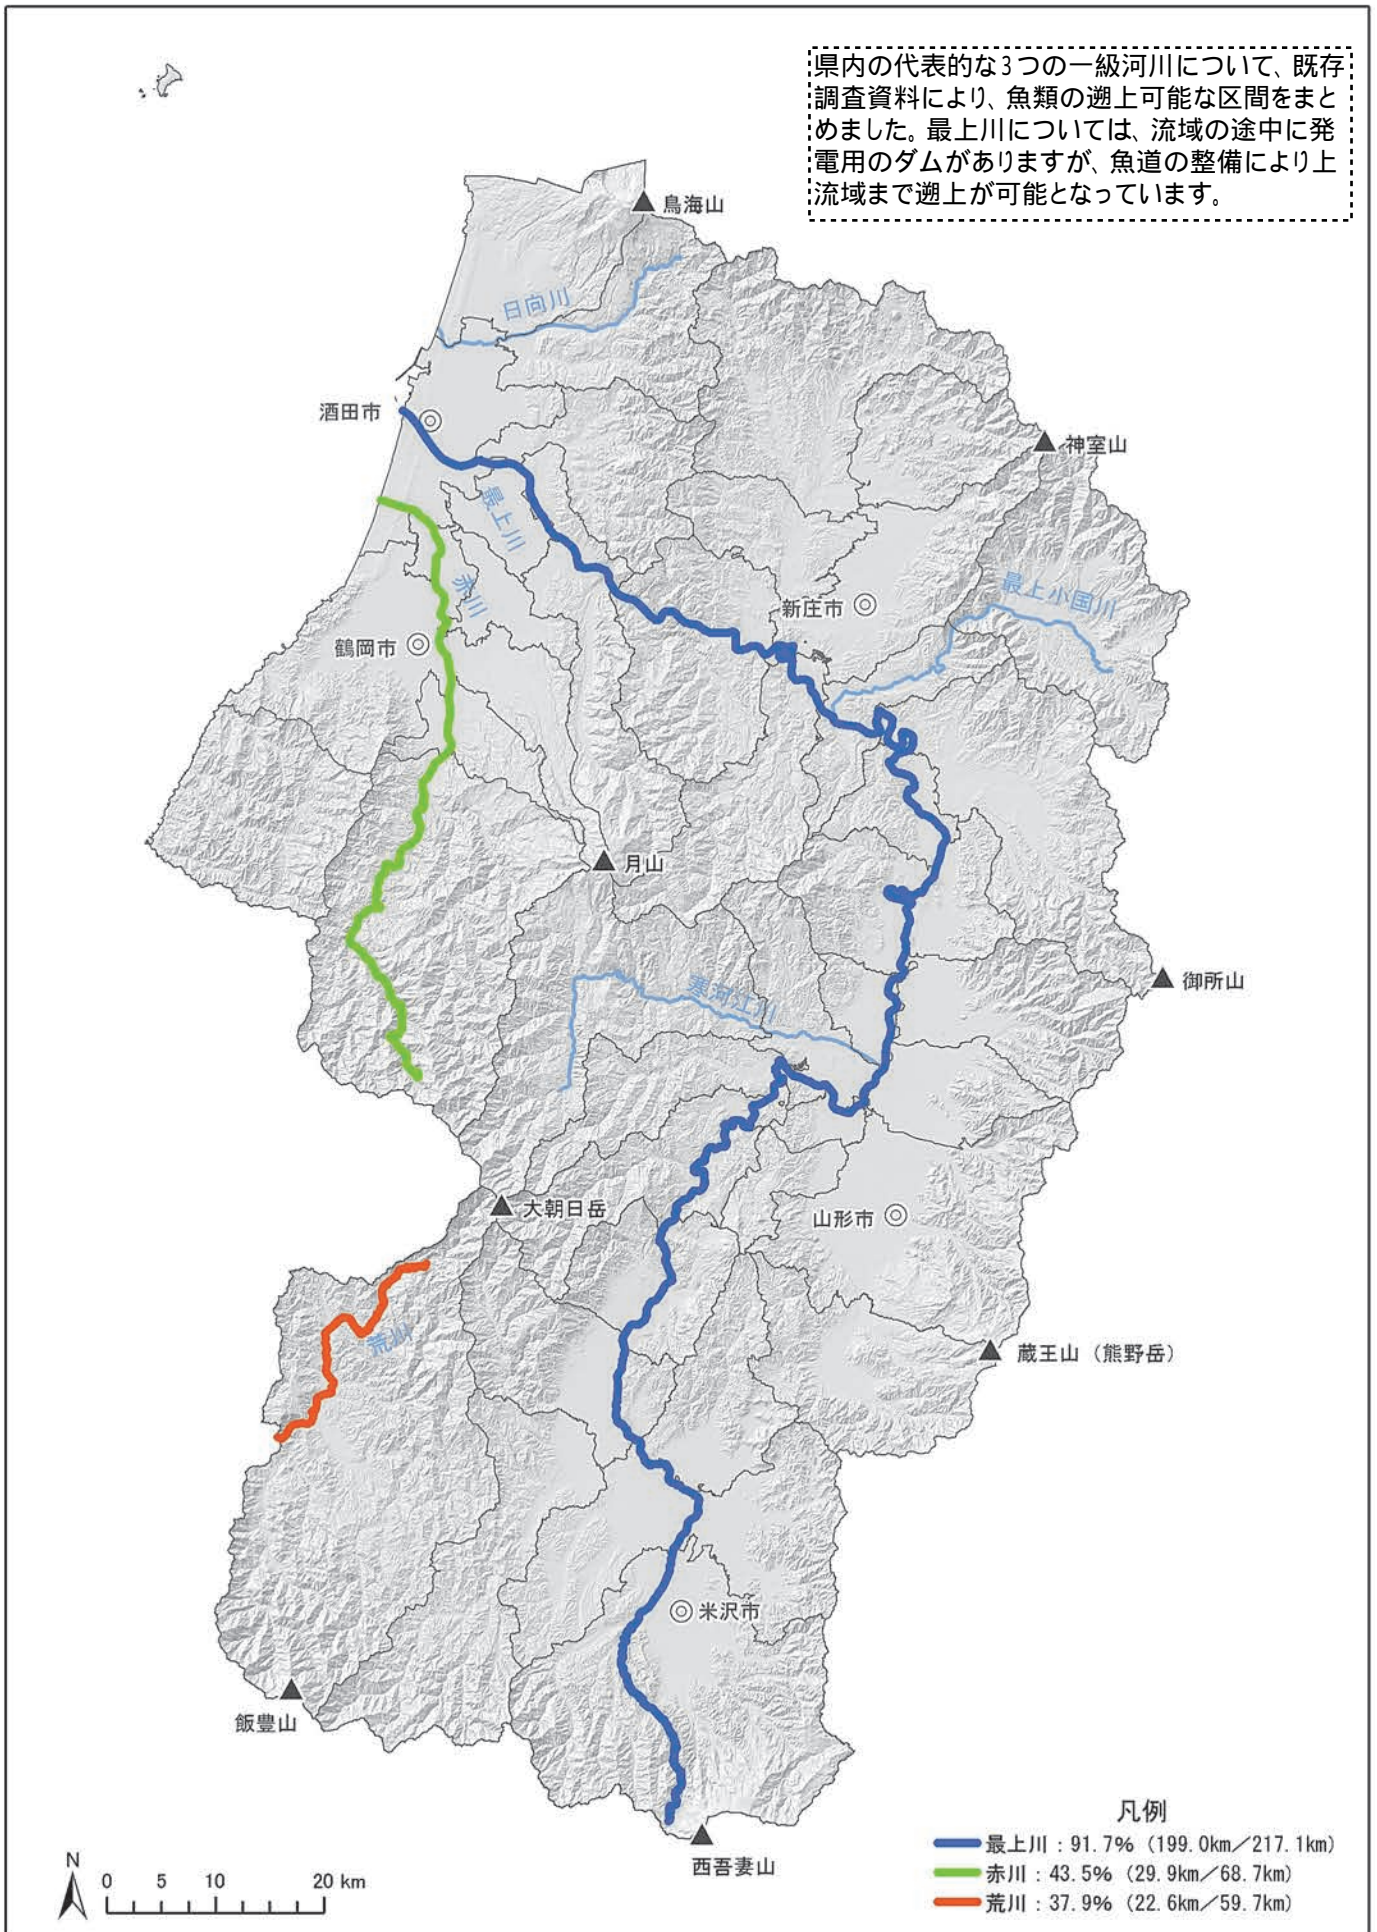 県内の代表的な3つの一級河川について、既存
調査資料により、魚類の遡上可能な区間をまと
めました。最上川については、流域の途中に発
電用のダムがありますが、魚道の整備により上
流域まで遡上が可能となっています。
鳥海山
日向川
酒田市
神室山
最上川
赤川
最上小国川
新庄市
鶴岡市
月山
御所山
寒河江川
大朝日岳
山形市
荒川
蔵王山（熊野岳）
米沢市
飯豊山
西吾妻山
凡例
最上川：91.7%（199.0km／217.1km）
赤川：43.5%（29.9km／68.7km）
荒川：37.9%（22.6km／59.7km）
N
0 5 10 20 km